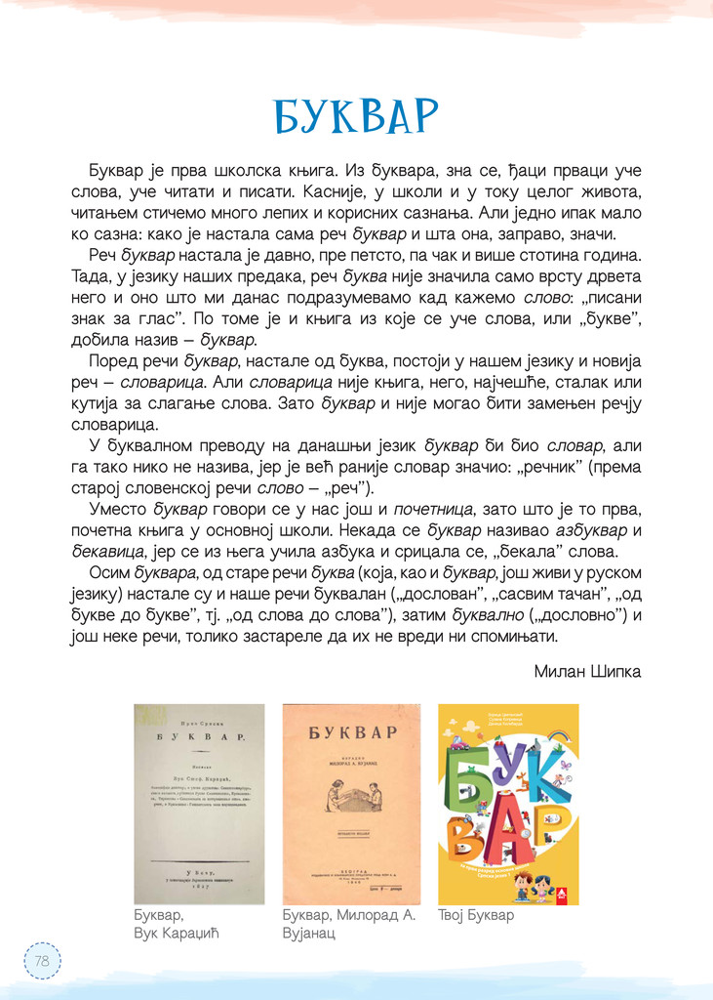 БУКВАР
Буквар је прва школска књига. Из буквара, зна се, ђаци прваци уче
слова, уче читати и писати. Касније, у школи и у току целог живота,
читањем стичемо много лепих и корисних сазнања. Али једно ипак мало
ко сазна: како је настала сама реч буквар и шта она, заправо, значи.
Реч буквар настала је давно, пре петсто, па чак и више стотина година.
Тада, у језику наших предака, реч буква није значила само врсту дрвета
него и оно што ми данас подразумевамо кад кажемо слово: „писани
знак за глас”. По томе је и књига из које се уче слова, или „букве”,
добила назив – буквар.
Поред речи буквар, настале од буква, постоји у нашем језику и новија
реч – словарица. Али словарица није књига, него, најчешће, сталак или
кутија за слагање слова. Зато буквар и није могао бити замењен речју
словарица.
У буквалном преводу на данашњи језик буквар би био словар, али
га тако нико не назива, јер је већ раније словар значио: „речник” (према
старој словенској речи слово – „реч”).
Уместо буквар говори се у нас још и почетница, зато што је то прва,
почетна књига у основној школи. Некада се буквар називао азбуквар и
бекавица, јер се из њега учила азбука и срицала се, „бекала” слова.
Осим буквара, од старе речи буква (која, као и буквар, још живи у руском
језику) настале су и наше речи буквалан („дослован”, „сасвим тачан”, „од
букве до букве”, тј. „од слова до слова”), затим буквално („дословно”) и
још неке речи, толико застареле да их не вреди ни спомињати.
Милан Шипка
БУКВАР.
Вук Стеф. Караџић,
У Бечу,
1827
БУКВАР
МИЛОРАД А. ВУЈАНАЦ
БЕОГРАД
1940
БУКВАР
Буквар,
Вук Караџић
Буквар, Милорад А.
Вујанац
Твој Буквар
78